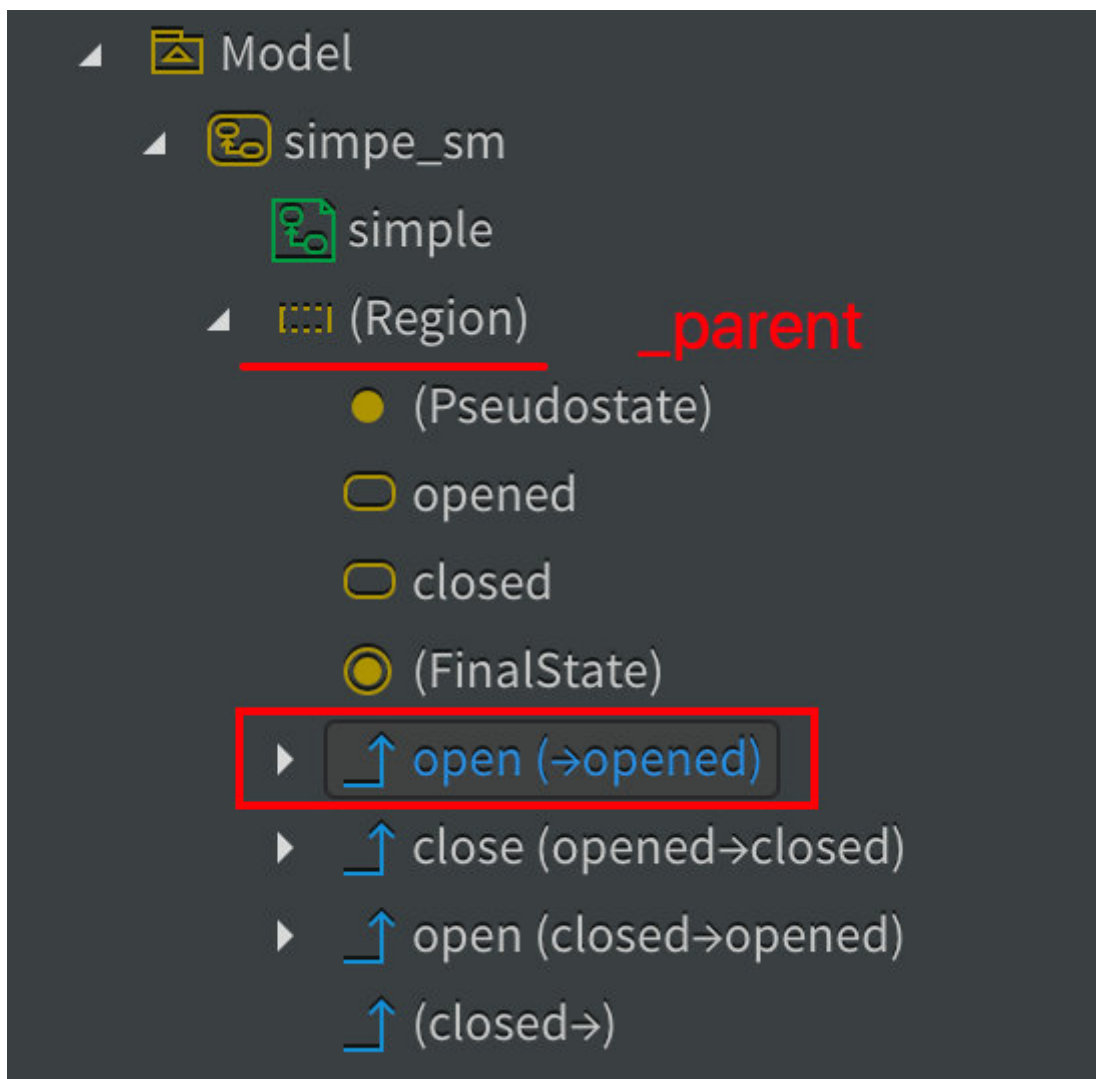 Model
simpe_sm
simple
(Region) _parent
(Pseudostate)
opened
closed
(FinalState)
open (→opened)
close (opened→closed)
open (closed→opened)
(closed→)